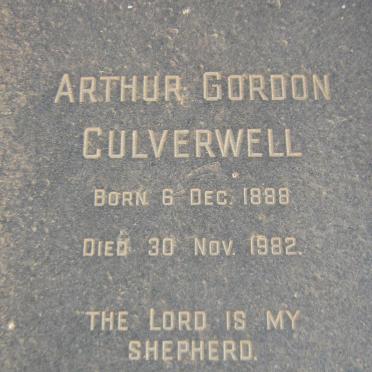 ARTHUR GORDON
CULVERWELL
BORN 6 DEC. 1888
DIED 30 NOV. 1982.
THE LORD IS MY
SHEPHERD.